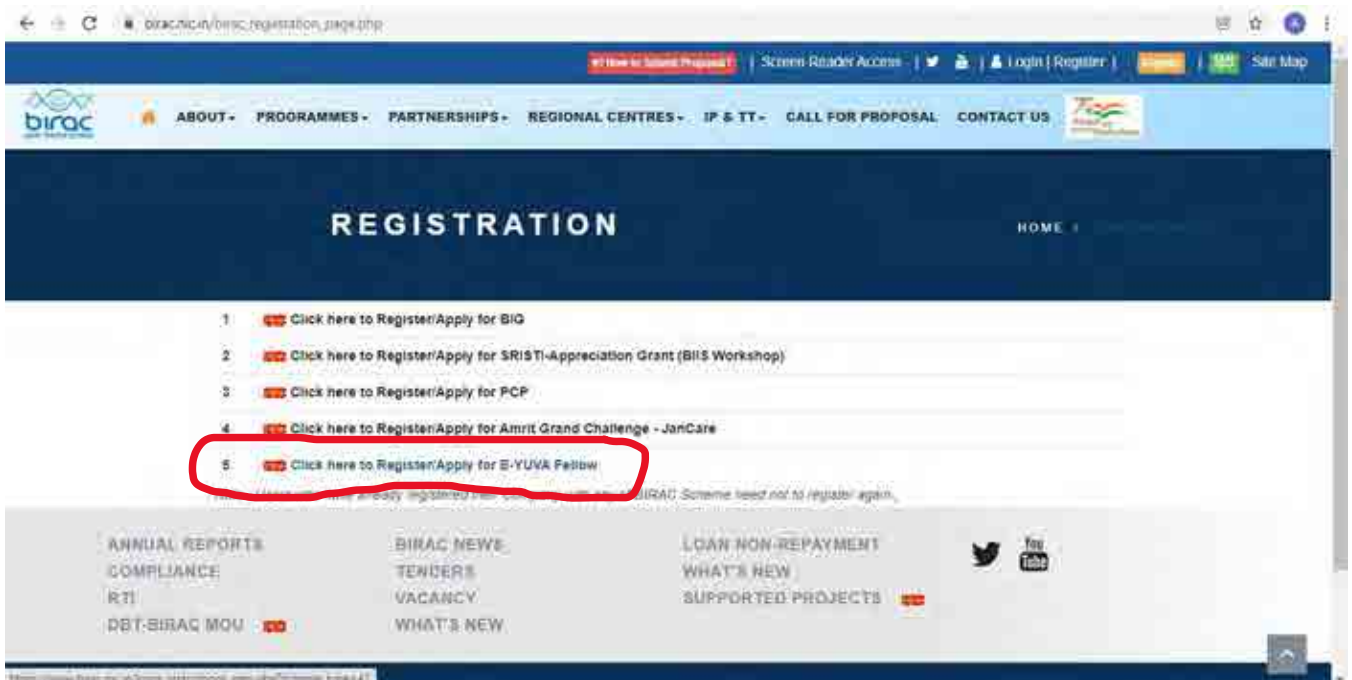 birac.nic.in/birac_registration_page.php
How to Submit Proposal? | Screen Reader Access | Login | Register | Site Map
birac ABOUT PROGRAMMES PARTNERSHIPS REGIONAL CENTRES IP & TT CALL FOR PROPOSAL CONTACT US
REGISTRATION
HOME
1 Click here to Register/Apply for BIG
2 Click here to Register/Apply for SRISTI-Appreciation Grant (BIIS Workshop)
3 Click here to Register/Apply for PCP
4 Click here to Register/Apply for Amrit Grand Challenge - JanCare
5 Click here to Register/Apply for E-YUVA Fellow
already registered BIRAC Scheme need not to register again.
ANNUAL REPORTS BIRAC NEWS LOAN NON-REPAYMENT You Tube
COMPLIANCE TENDERS WHAT'S NEW
RTI VACANCY SUPPORTED PROJECTS
DBT-BIRAC MOU WHAT'S NEW